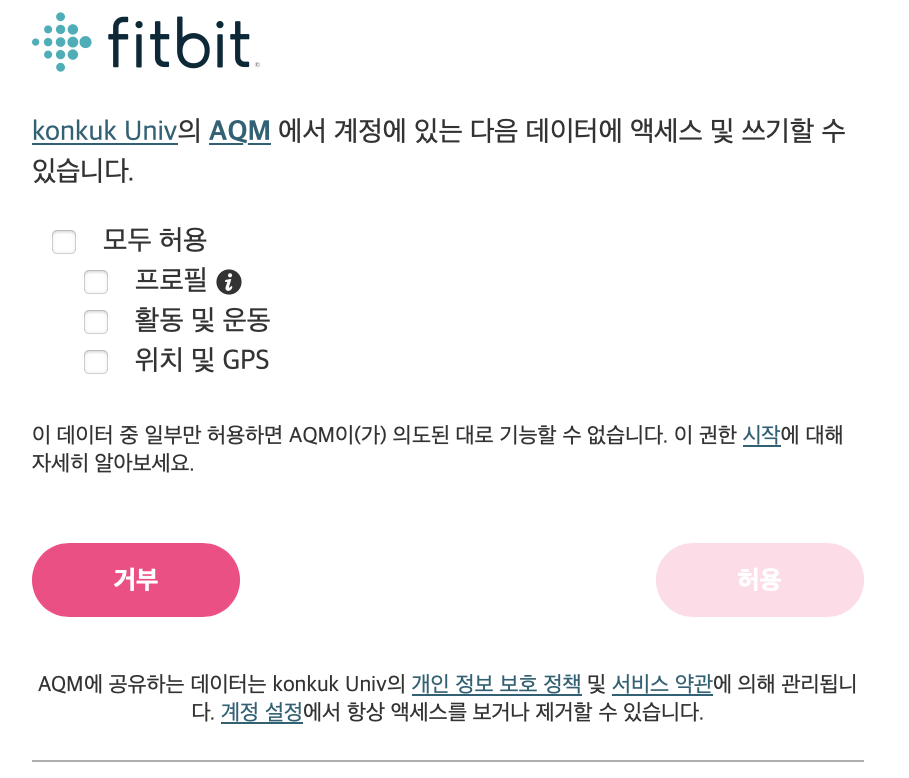 fitbit
konkuk Univ의 AQM 에서 계정에 있는 다음 데이터에 액세스 및 쓰기할 수
있습니다.
모두 허용
프로필
활동 및 운동
위치 및 GPS
이 데이터 중 일부만 허용하면 AQM이(가) 의도된 대로 기능할 수 없습니다. 이 권한 시작에 대해
자세히 알아보세요.
거부
허용
AQM에 공유하는 데이터는 konkuk Univ의 개인 정보 보호 정책 및 서비스 약관에 의해 관리됩니
다. 계정 설정에서 항상 액세스를 보거나 제거할 수 있습니다.